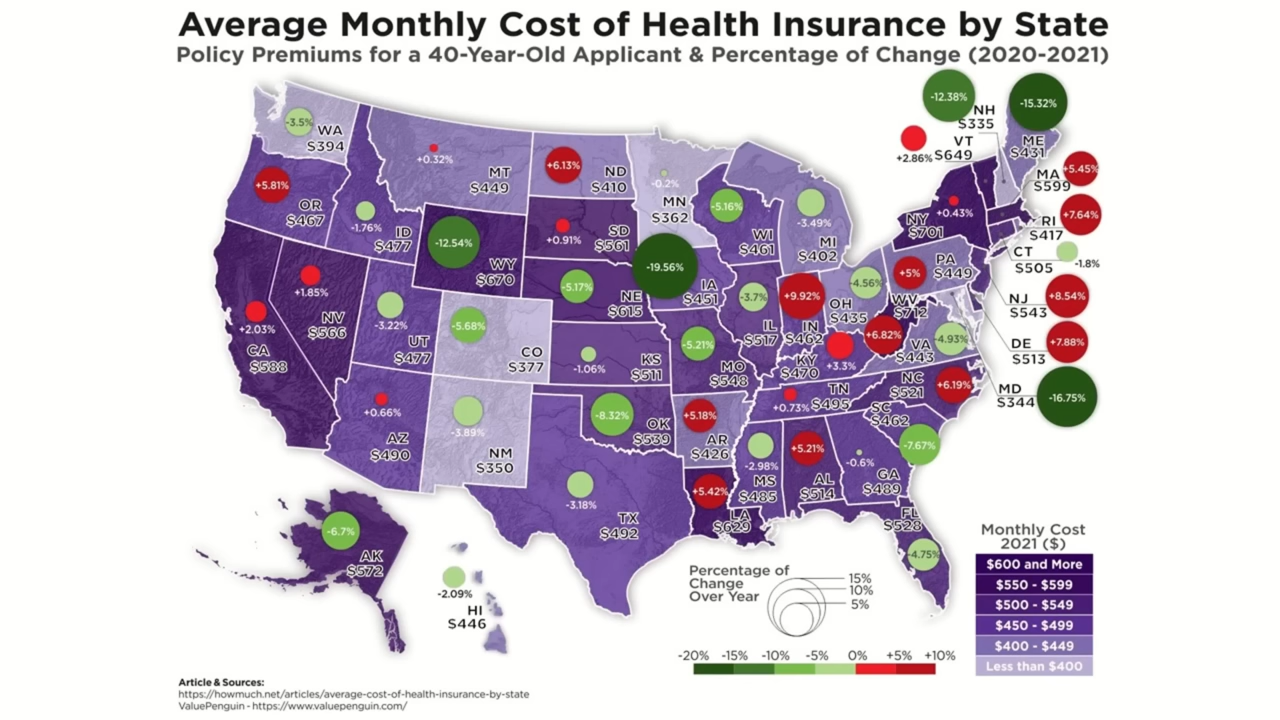 Average Monthly Cost of Health Insurance by State
Policy Premiums for a 40-Year-Old Applicant & Percentage of Change (2020-2021)
-3.5%
WA
$394
+5.81%
OR
$467
-1.76%
ID
$477
+0.32%
MT
$449
+6.13%
ND
$410
-0.2%
MN
$362
-12.54%
WY
$670
+0.91%
SD
$561
-5.16%
WI
$461
-3.49%
MI
$402
-12.38%
NH
$335
-15.32%
ME
$431
+2.86%
VT
$649
MA
$599
+5.45%
+0.43%
NY
$701
RI
$417
+7.64%
CT
$505
-1.8%
+5%
PA
$449
NJ
$543
+8.54%
DE
$513
+7.88%
MD
$344
-16.75%
+2.03%
CA
$588
+1.85%
NV
$566
-3.22%
UT
$477
-5.68%
CO
$377
-5.17%
NE
$615
-19.56%
IA
$451
-3.7%
IL
$517
+9.92%
IN
$462
-4.56%
OH
$435
WV
$712
+6.82%
-4.93%
VA
$443
-1.06%
KS
$511
-5.21%
MO
$548
+3.3%
KY
$470
+0.66%
AZ
$490
-3.89%
NM
$350
-8.32%
OK
$539
+5.18%
AR
$426
+0.73%
TN
$495
NC
$521
+6.19%
SC
$462
-7.67%
-3.18%
TX
$492
+5.42%
LA
$629
-2.98%
MS
$485
+5.21%
AL
$514
-0.6%
GA
$489
FL
$528
-4.75%
-6.7%
AK
$572
-2.09%
HI
$446
Percentage of
Change
Over Year
15%
10%
5%
-20% -15% -10% -5% 0% +5% +10%
Monthly Cost
2021 ($)
$600 and More
$550 - $599
$500 - $549
$450 - $499
$400 - $449
Less than $400
Article & Sources:
https://howmuch.net/articles/average-cost-of-health-insurance-by-state
ValuePenguin - https://www.valuepenguin.com/